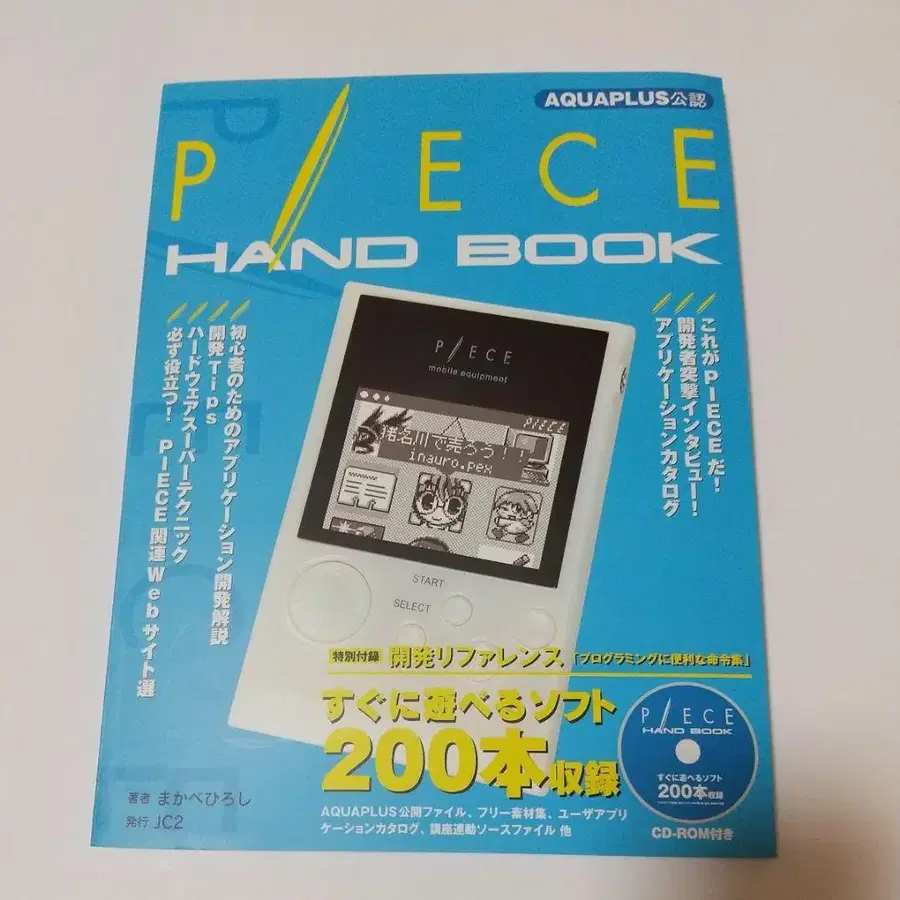 AQUAPLUS公認
P/ECE
HAND BOOK
これがPIECEだ!
開発者突撃インタビュー!
アプリケーションカタログ
初心者のためのアプリケーション開発解説
開発Tips
ハードウェアスーパーテクニック
必ず役立つ! PIECE関連Webサイト選
P/ECE
mobile equipment
PIECE
猪名川で売ろう!!
inauro.pex
START
SELECT
特別付録 開発リファレンス「プログラミングに便利な命令集」
すぐに遊べるソフト
200本収録
AQUAPLUS公開ファイル、フリー素材集、ユーザアプリ
ケーションカタログ、講座連動ソースファイル 他
P/ECE
HAND BOOK
すぐに遊べるソフト
200本収録
CD-ROM付き
著者 まかべひろし
発行 JC2